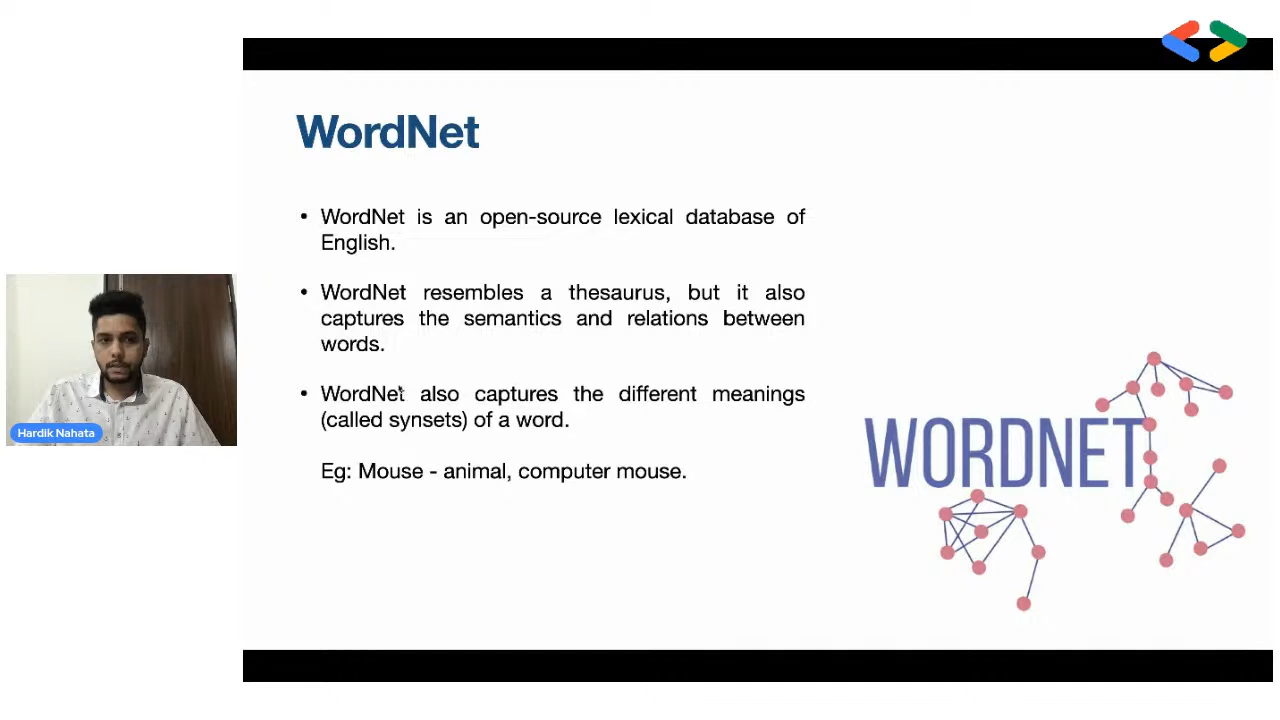 WordNet
• WordNet is an open-source lexical database of
English.
• WordNet resembles a thesaurus, but it also
captures the semantics and relations between
words.
• WordNet also captures the different meanings
(called synsets) of a word.
Eg: Mouse - animal, computer mouse.
WORDNET
Hardik Nahata